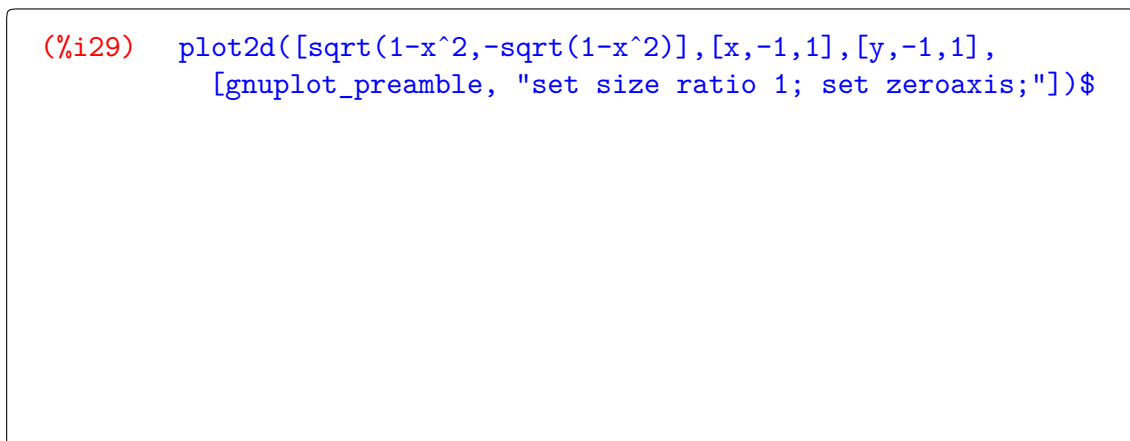 (%i29) plot2d([sqrt(1-x^2,-sqrt(1-x^2)],[x,-1,1],[y,-1,1],
[gnuplot_preamble, "set size ratio 1; set zeroaxis;"])$